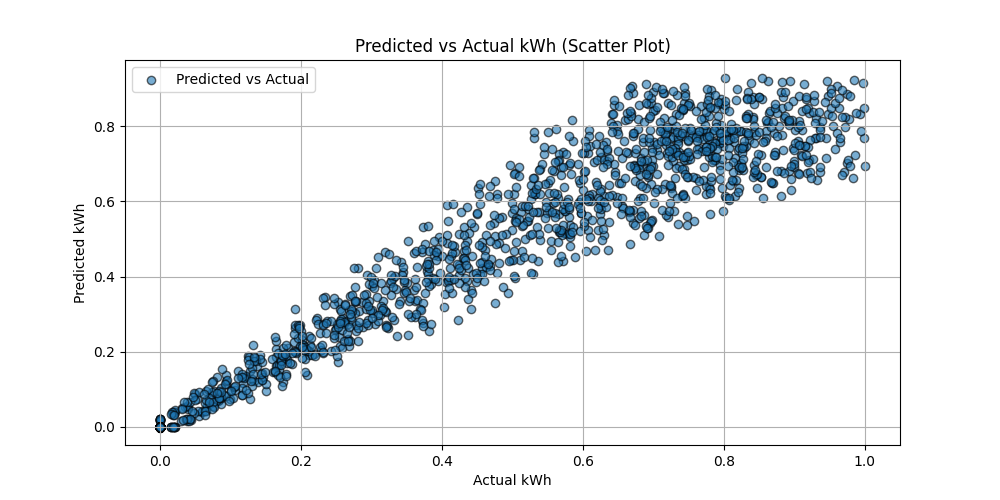 Predicted vs Actual kWh (Scatter Plot)
Predicted vs Actual
0.8
0.6
0.4
0.2
0.0
Predicted kWh
0.0 0.2 0.4 0.6 0.8 1.0
Actual kWh